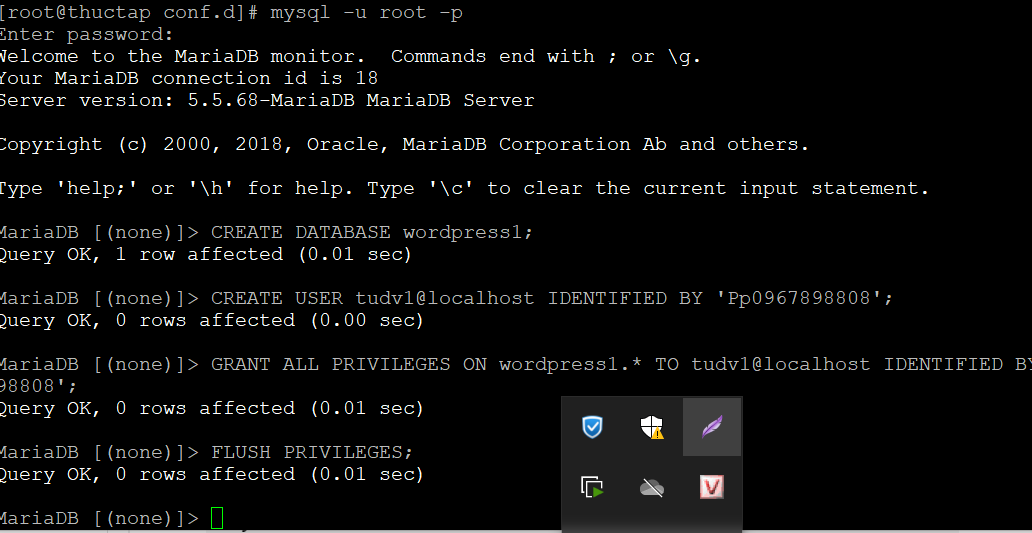 [root@thuctap conf.d]# mysql -u root -p
Enter password:
Welcome to the MariaDB monitor.  Commands end with ; or \g.
Your MariaDB connection id is 18
Server version: 5.5.68-MariaDB MariaDB Server
Copyright (c) 2000, 2018, Oracle, MariaDB Corporation Ab and others.
Type 'help;' or '\h' for help. Type '\c' to clear the current input statement.
MariaDB [(none)]> CREATE DATABASE wordpress1;
Query OK, 1 row affected (0.01 sec)
MariaDB [(none)]> CREATE USER tudv1@localhost IDENTIFIED BY 'Pp0967898808';
Query OK, 0 rows affected (0.00 sec)
MariaDB [(none)]> GRANT ALL PRIVILEGES ON wordpress1.* TO tudv1@localhost IDENTIFIED BY
98808';
Query OK, 0 rows affected (0.01 sec)
MariaDB [(none)]> FLUSH PRIVILEGES;
Query OK, 0 rows affected (0.01 sec)
MariaDB [(none)]>
V